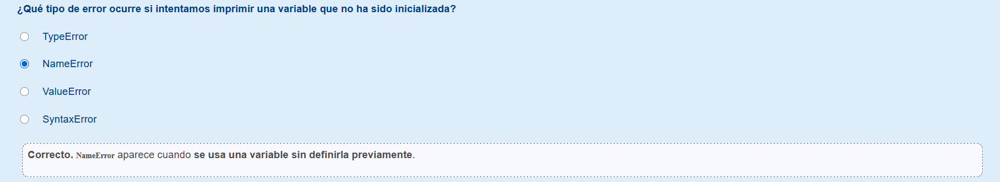 ¿Qué tipo de error ocurre si intentamos imprimir una variable que no ha sido inicializada?
TypeError
NameError
ValueError
SyntaxError
Correcto. NameError aparece cuando se usa una variable sin definirla previamente.